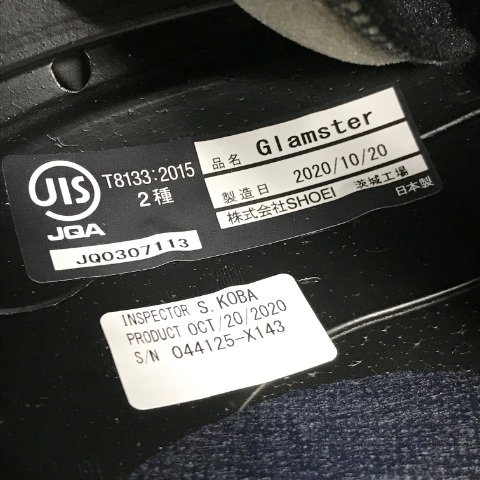 JIS
JQA
T8133:2015
2種
JQ0307113
品名 Glamster
製造日 2020/10/20
株式会社SHOEI 茨城工場
日本製
INSPECTOR S. KOBA
PRODUCT OCT/20/2020
S/N 044125-X143